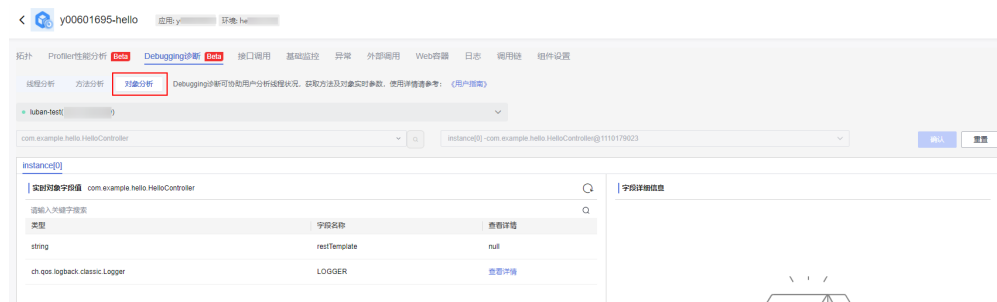 y00601695-hello 应用: y 环境: he
拓扑 Profiler性能分析 Beta Debugging诊断 Beta 接口调用 基础监控 异常 外部调用 Web容器 日志 调用链 组件设置
线程分析 方法分析 对象分析 Debugging诊断可协助用户分析线程状况，获取方法及对象实时参数，使用详情请参考： 《用户指南》
luban-test( )
com.example.hello.HelloController instance[0] -com.example.hello.HelloController@1110179023 确认 重置
instance[0]
实时对象字段值 com.example.hello.HelloController 字段详细信息
请输入关键字搜索
类型 字段名称 查看详情
string restTemplate null
ch.qos.logback.classic.Logger LOGGER 查看详情